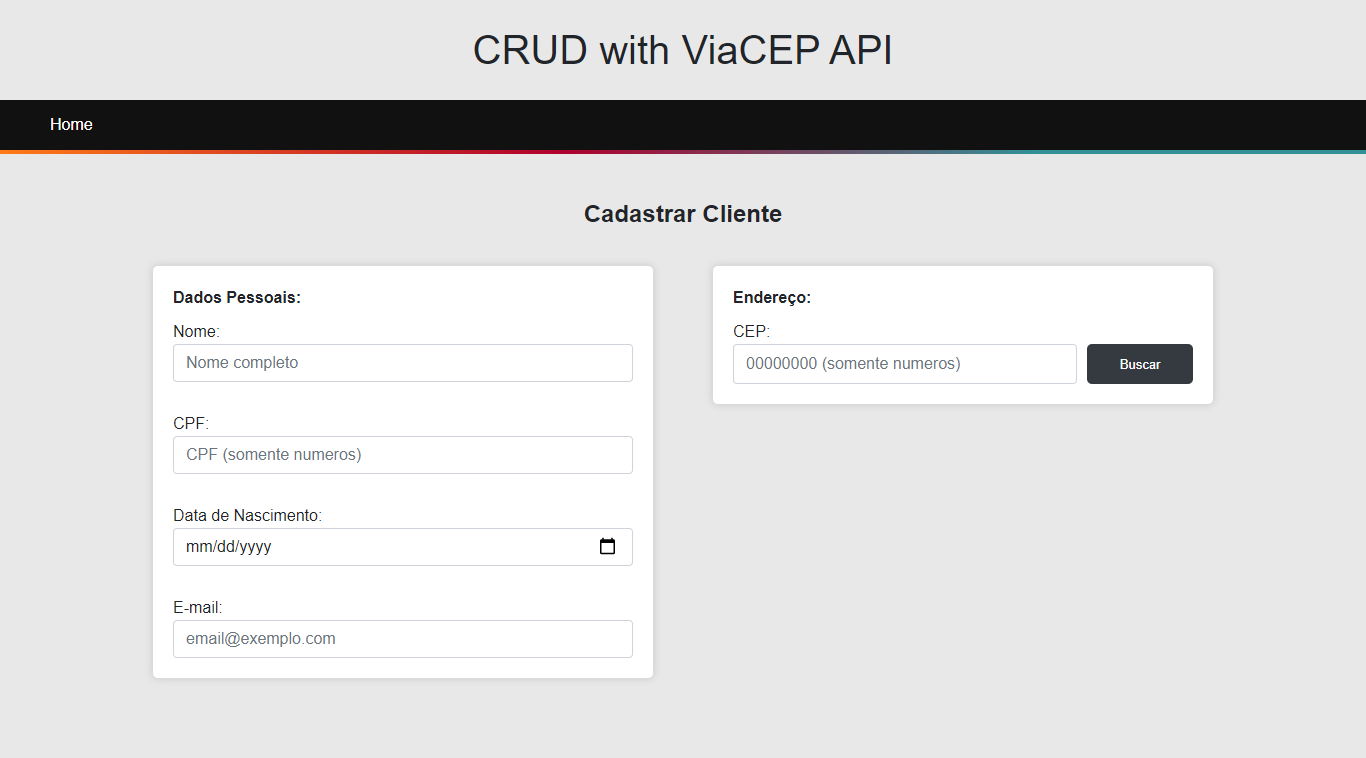 CRUD with ViaCEP API
Home
Cadastrar Cliente
Dados Pessoais:
Nome:
Nome completo
CPF:
CPF (somente numeros)
Data de Nascimento:
mm/dd/yyyy
E-mail:
email@exemplo.com
Endereço:
CEP:
00000000 (somente numeros)
Buscar